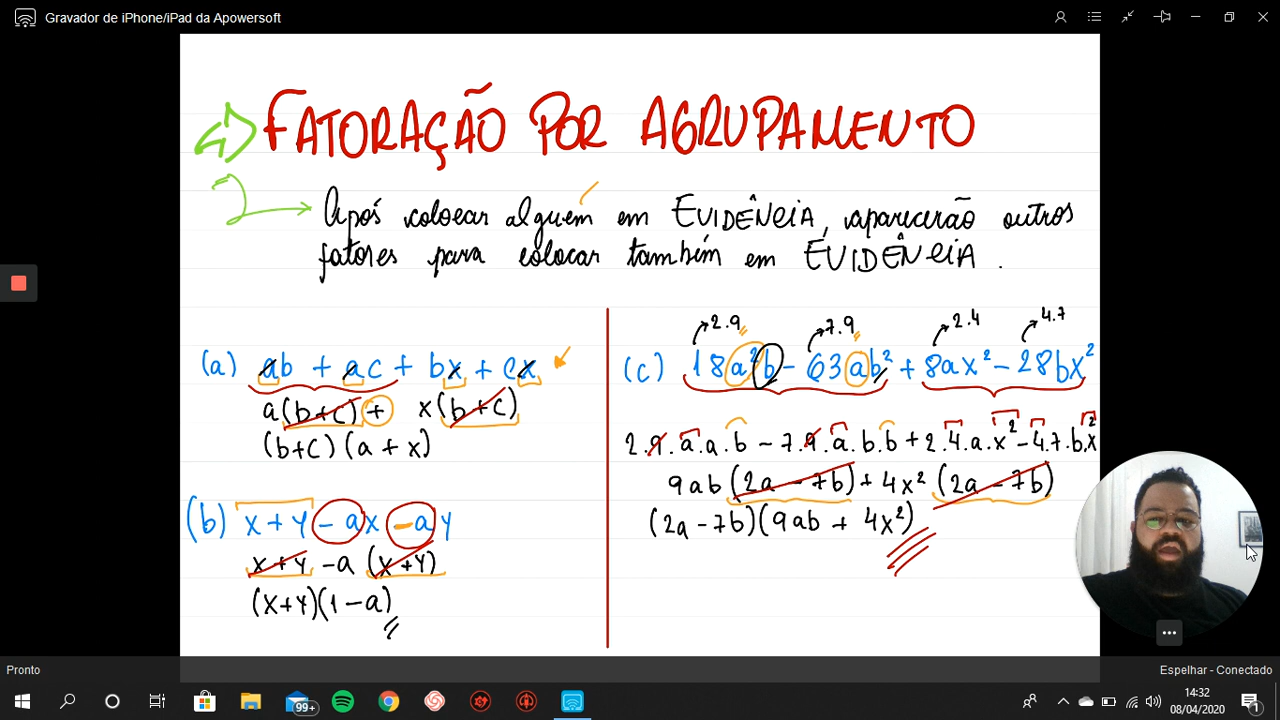 Gravador de iPhone/iPad da Apowersoft
FATORAÇÃO POR AGRUPAMENTO
Após colocar alguém em EVIDÊNCIA, aparecerão outros
fatores para colocar também em EVIDÊNCIA.
(a) ab + ac + bx + cx
a(b+c) + x(b+c)
(b+c)(a+x)
(b) x+y-ax-ay
x+y -a(x+y)
(x+y)(1-a)
2.9 7.9 2.4 4.7
(c) 18a²b - 63ab² + 8ax² - 28bx²
2.9.a.a.b - 7.9.a.b.b + 2.4.a.x² - 4.7.b.x²
9ab(2a-7b) + 4x²(2a-7b)
(2a-7b)(9ab + 4x²)
Pronto
Espelhar - Conectado
99+
14:32
08/04/2020
1